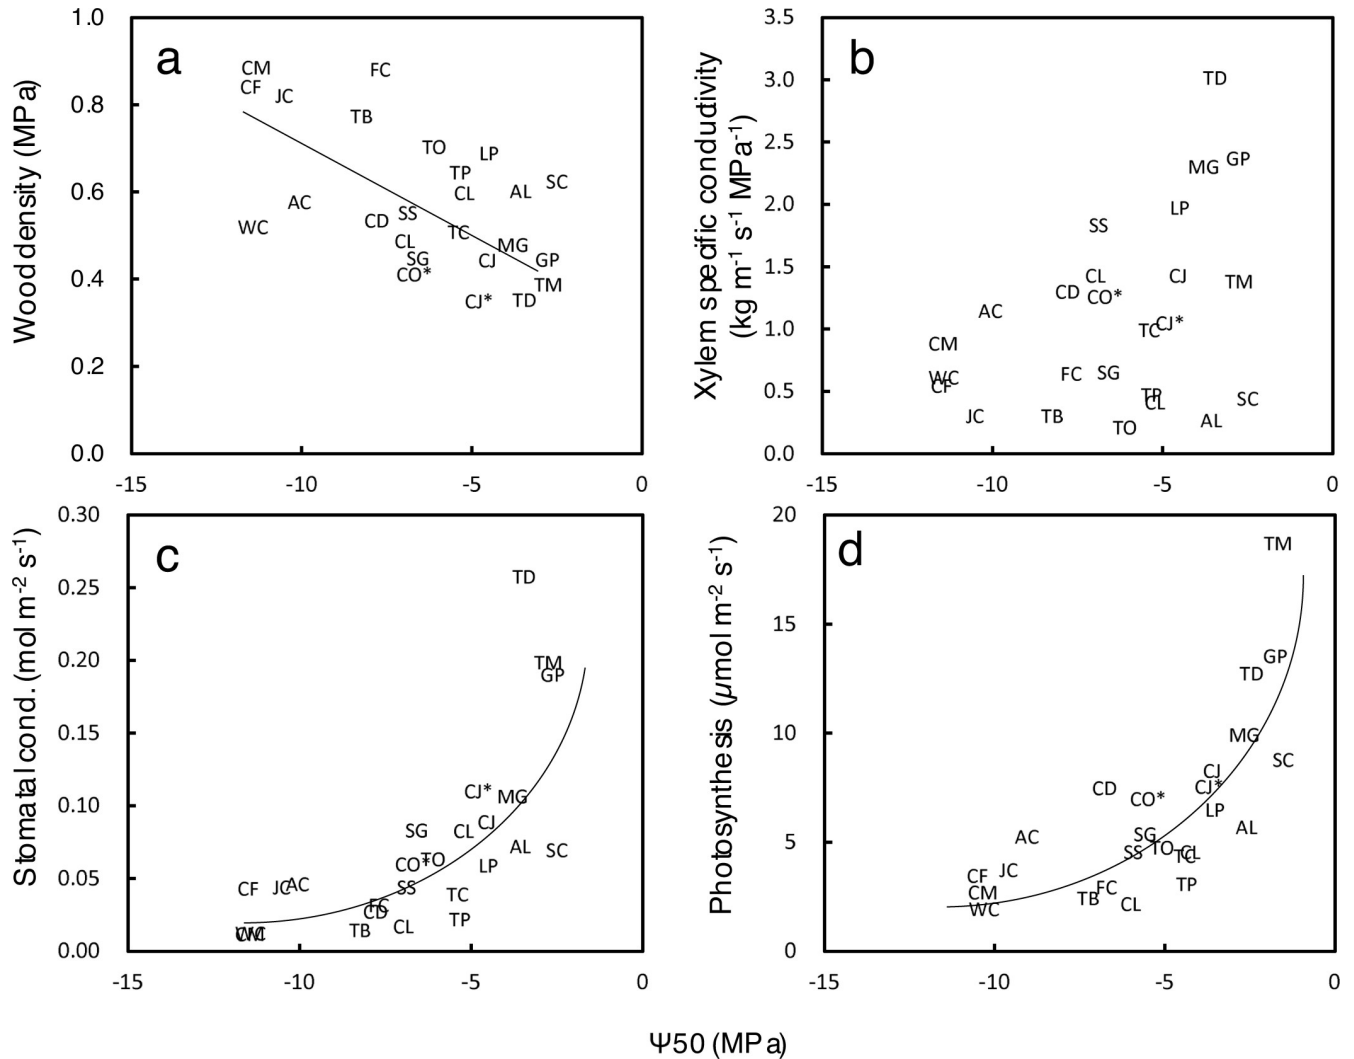 a
Wood density (MPa)
1.0
0.8
0.6
0.4
0.2
0.0
-15 -10 -5 0
CM
FC
CF
JC
TB
TO
LP
TP
SC
CL
AL
AC
SS
CD
WC
TC
CL
MG
SG
CJ
GP
CO*
TM
CJ*
TD
b
Xylem specific condudivity
(kg m-1 s-1 MPa-1)
3.5
3.0
2.5
2.0
1.5
1.0
0.5
0.0
-15 -10 -5 0
TD
GP
MG
LP
SS
CL
CJ
TM
CD
CO*
AC
CJ*
TC
CM
WC
CF
FC
SG
TP
CL
SC
JC
TB
AL
TO
c
Stomatal cond. (mol m-2 s-1)
0.30
0.25
0.20
0.15
0.10
0.05
0.00
-15 -10 -5 0
TD
TM
GP
CJ*
MG
CJ
SG
CL
AL
SC
CO*
TO
LP
CF
JC
AC
SS
TC
FC
CD
TP
CL
TB
WC
CM
d
Photosynthesis (µmol m-2 s-1)
20
15
10
5
0
-15 -10 -5 0
TM
GP
TD
MG
SC
CJ
CJ*
CD
CO*
LP
AL
AC
SG
SS
TO
TC
CL
JC
CF
TP
FC
CM
TB
CL
WC
Ψ50 (MPa)